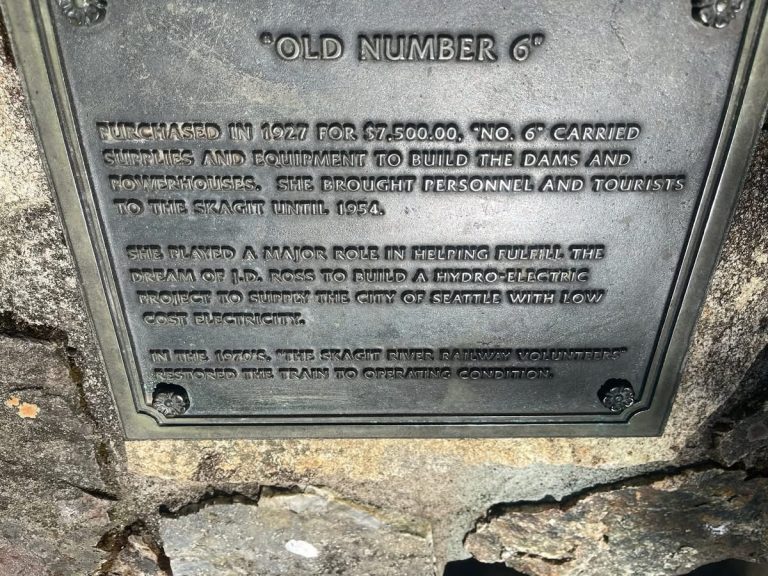 "OLD NUMBER 6"
PURCHASED IN 1927 FOR $7,500.00, "NO. 6" CARRIED
SUPPLIES AND EQUIPMENT TO BUILD THE DAMS AND
POWERHOUSES. SHE BROUGHT PERSONNEL AND TOURISTS
TO THE SKAGIT UNTIL 1954.
SHE PLAYED A MAJOR ROLE IN HELPING FULFILL THE
DREAM OF J.D. ROSS TO BUILD A HYDRO-ELECTRIC
PROJECT TO SUPPLY THE CITY OF SEATTLE WITH LOW
COST ELECTRICITY.
IN THE 1970'S, "THE SKAGIT RIVER RAILWAY VOLUNTEERS"
RESTORED THE TRAIN TO OPERATING CONDITION.